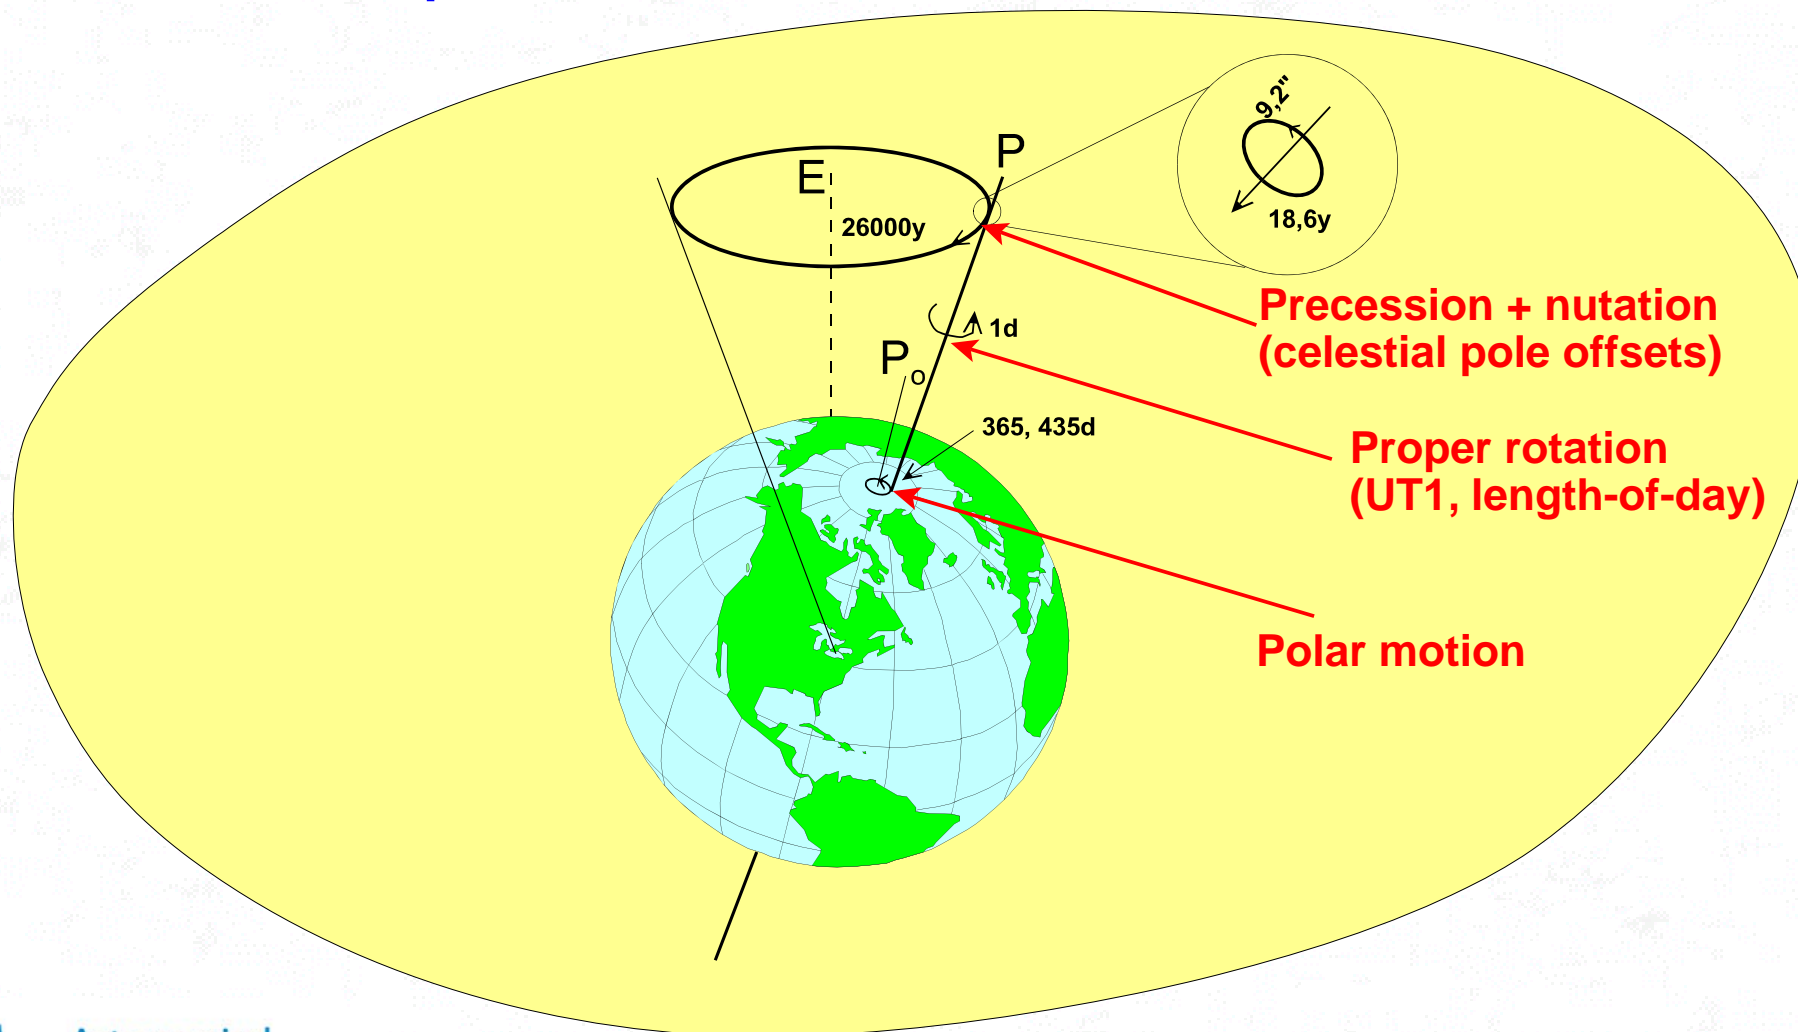 E
P
26000y
9,2"
18,6y
Precession + nutation
(celestial pole offsets)
1d
Po
365, 435d
Proper rotation
(UT1, length-of-day)
Polar motion